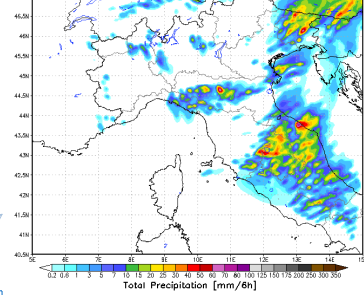 46.5N
46N
45.5N
45N
44.5N
44N
43.5N
43N
42.5N
42N
41.5N
41N
40.5N
5E 6E 7E 8E 9E 10E 11E 12E 13E 14E 15
0.2 0.6 1 3 5 7 10 15 20 25 30 40 50 60 70 80 100 125 150 175 200 250 300 350
Total Precipitation [mm/6h]